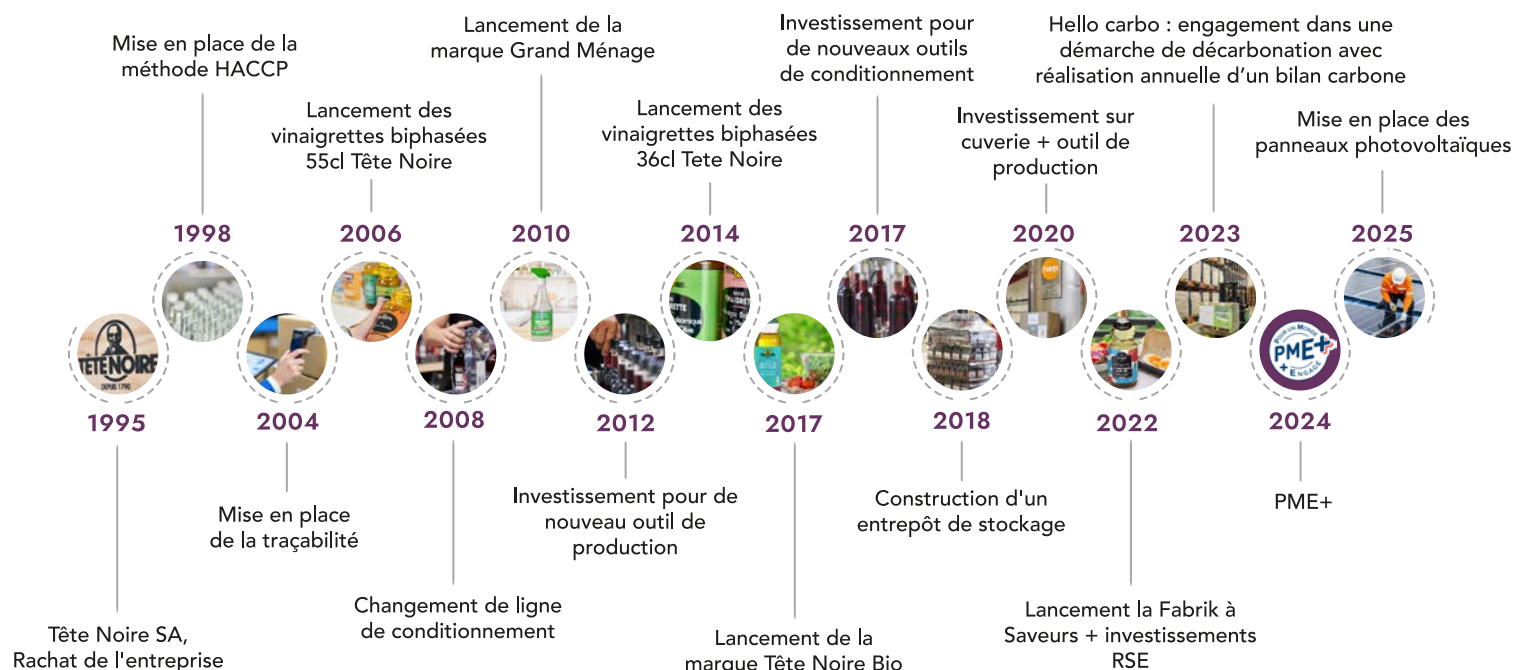 Mise en place de la
méthode HACCP
Lancement de la
marque Grand Ménage
Investissement pour
de nouveaux outils
de conditionnement
Hello carbo : engagement dans une
démarche de décarbonation avec
réalisation annuelle d'un bilan carbone
Lancement des
vinaigrettes biphasées
55cl Tête Noire
Lancement des
vinaigrettes biphasées
36cl Tete Noire
Investissement sur
cuverie + outil de
production
Mise en place des
panneaux photovoltaïques
1998
2006
2010
2014
2017
2020
2023
2025
TÊTE NOIRE
DEPUIS 1790
POUR UN MONDE
PME+
+ ENGAGÉ
1995
2004
2008
2012
2017
2018
2022
2024
Mise en place
de la traçabilité
Investissement pour de
nouveau outil de
production
Construction d'un
entrepôt de stockage
PME+
Tête Noire SA,
Rachat de l'entreprise
Changement de ligne
de conditionnement
Lancement de la
marque Tête Noire Bio
Lancement la Fabrik à
Saveurs + investissements
RSE